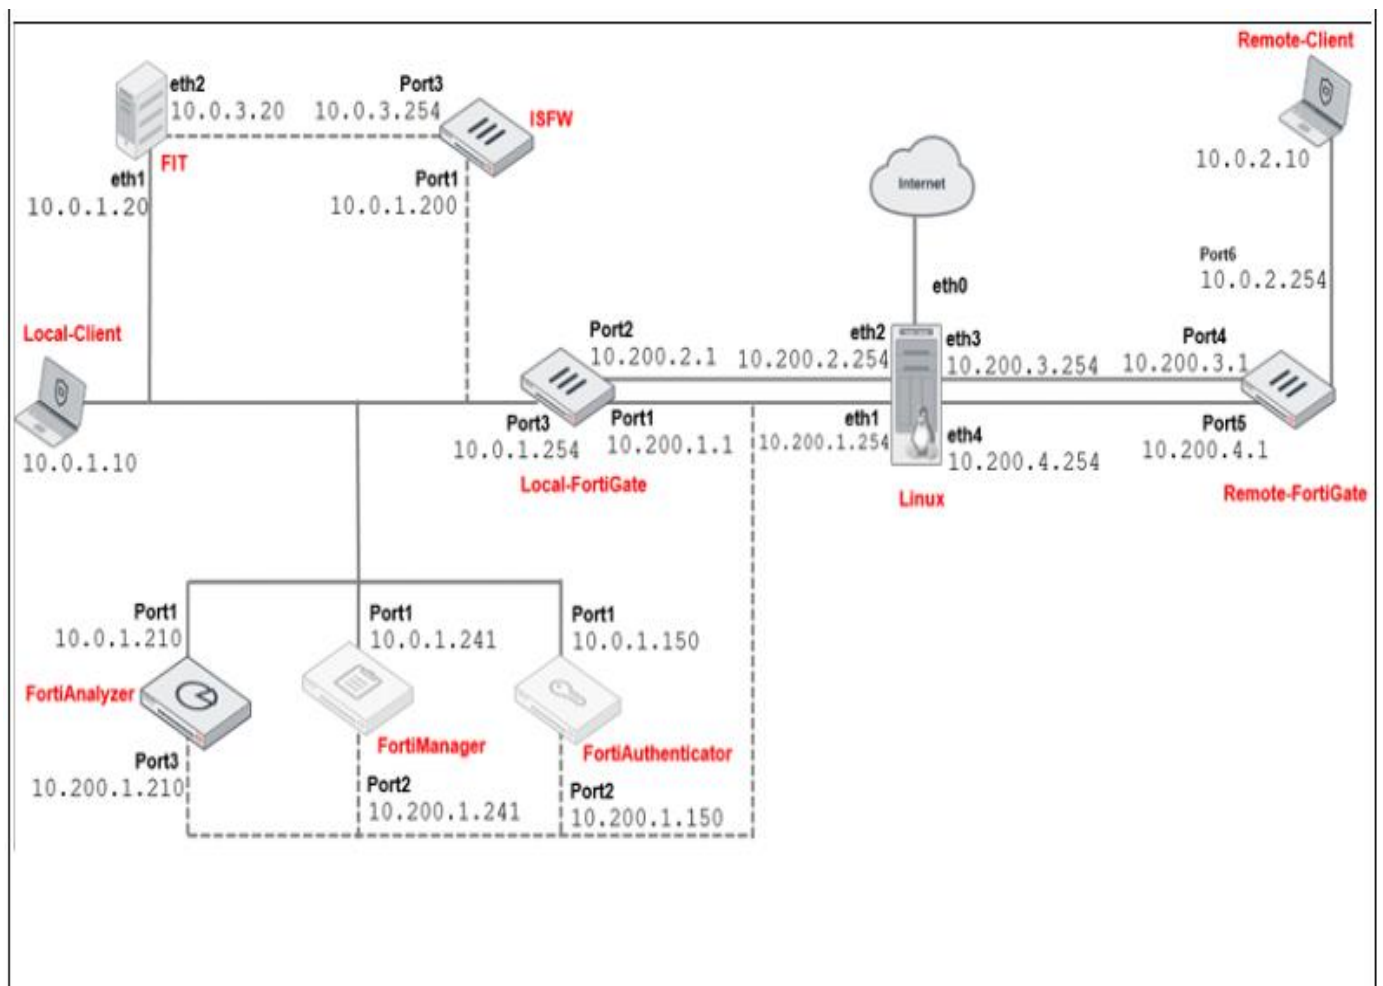 Remote-Client
eth2
10.0.3.20
Port3
10.0.3.254
ISFW
FIT
eth1
10.0.1.20
Port1
10.0.1.200
Internet
10.0.2.10
Port6
10.0.2.254
eth0
Local-Client
10.0.1.10
Port2
10.200.2.1
eth2
10.200.2.254
eth3
10.200.3.254
Port4
10.200.3.1
Port3
10.0.1.254
Port1
10.200.1.1
eth1
10.200.1.254
eth4
10.200.4.254
Port5
10.200.4.1
Local-FortiGate
Linux
Remote-FortiGate
Port1
10.0.1.210
Port1
10.0.1.241
Port1
10.0.1.150
FortiAnalyzer
FortiManager
FortiAuthenticator
Port3
10.200.1.210
Port2
10.200.1.241
Port2
10.200.1.150